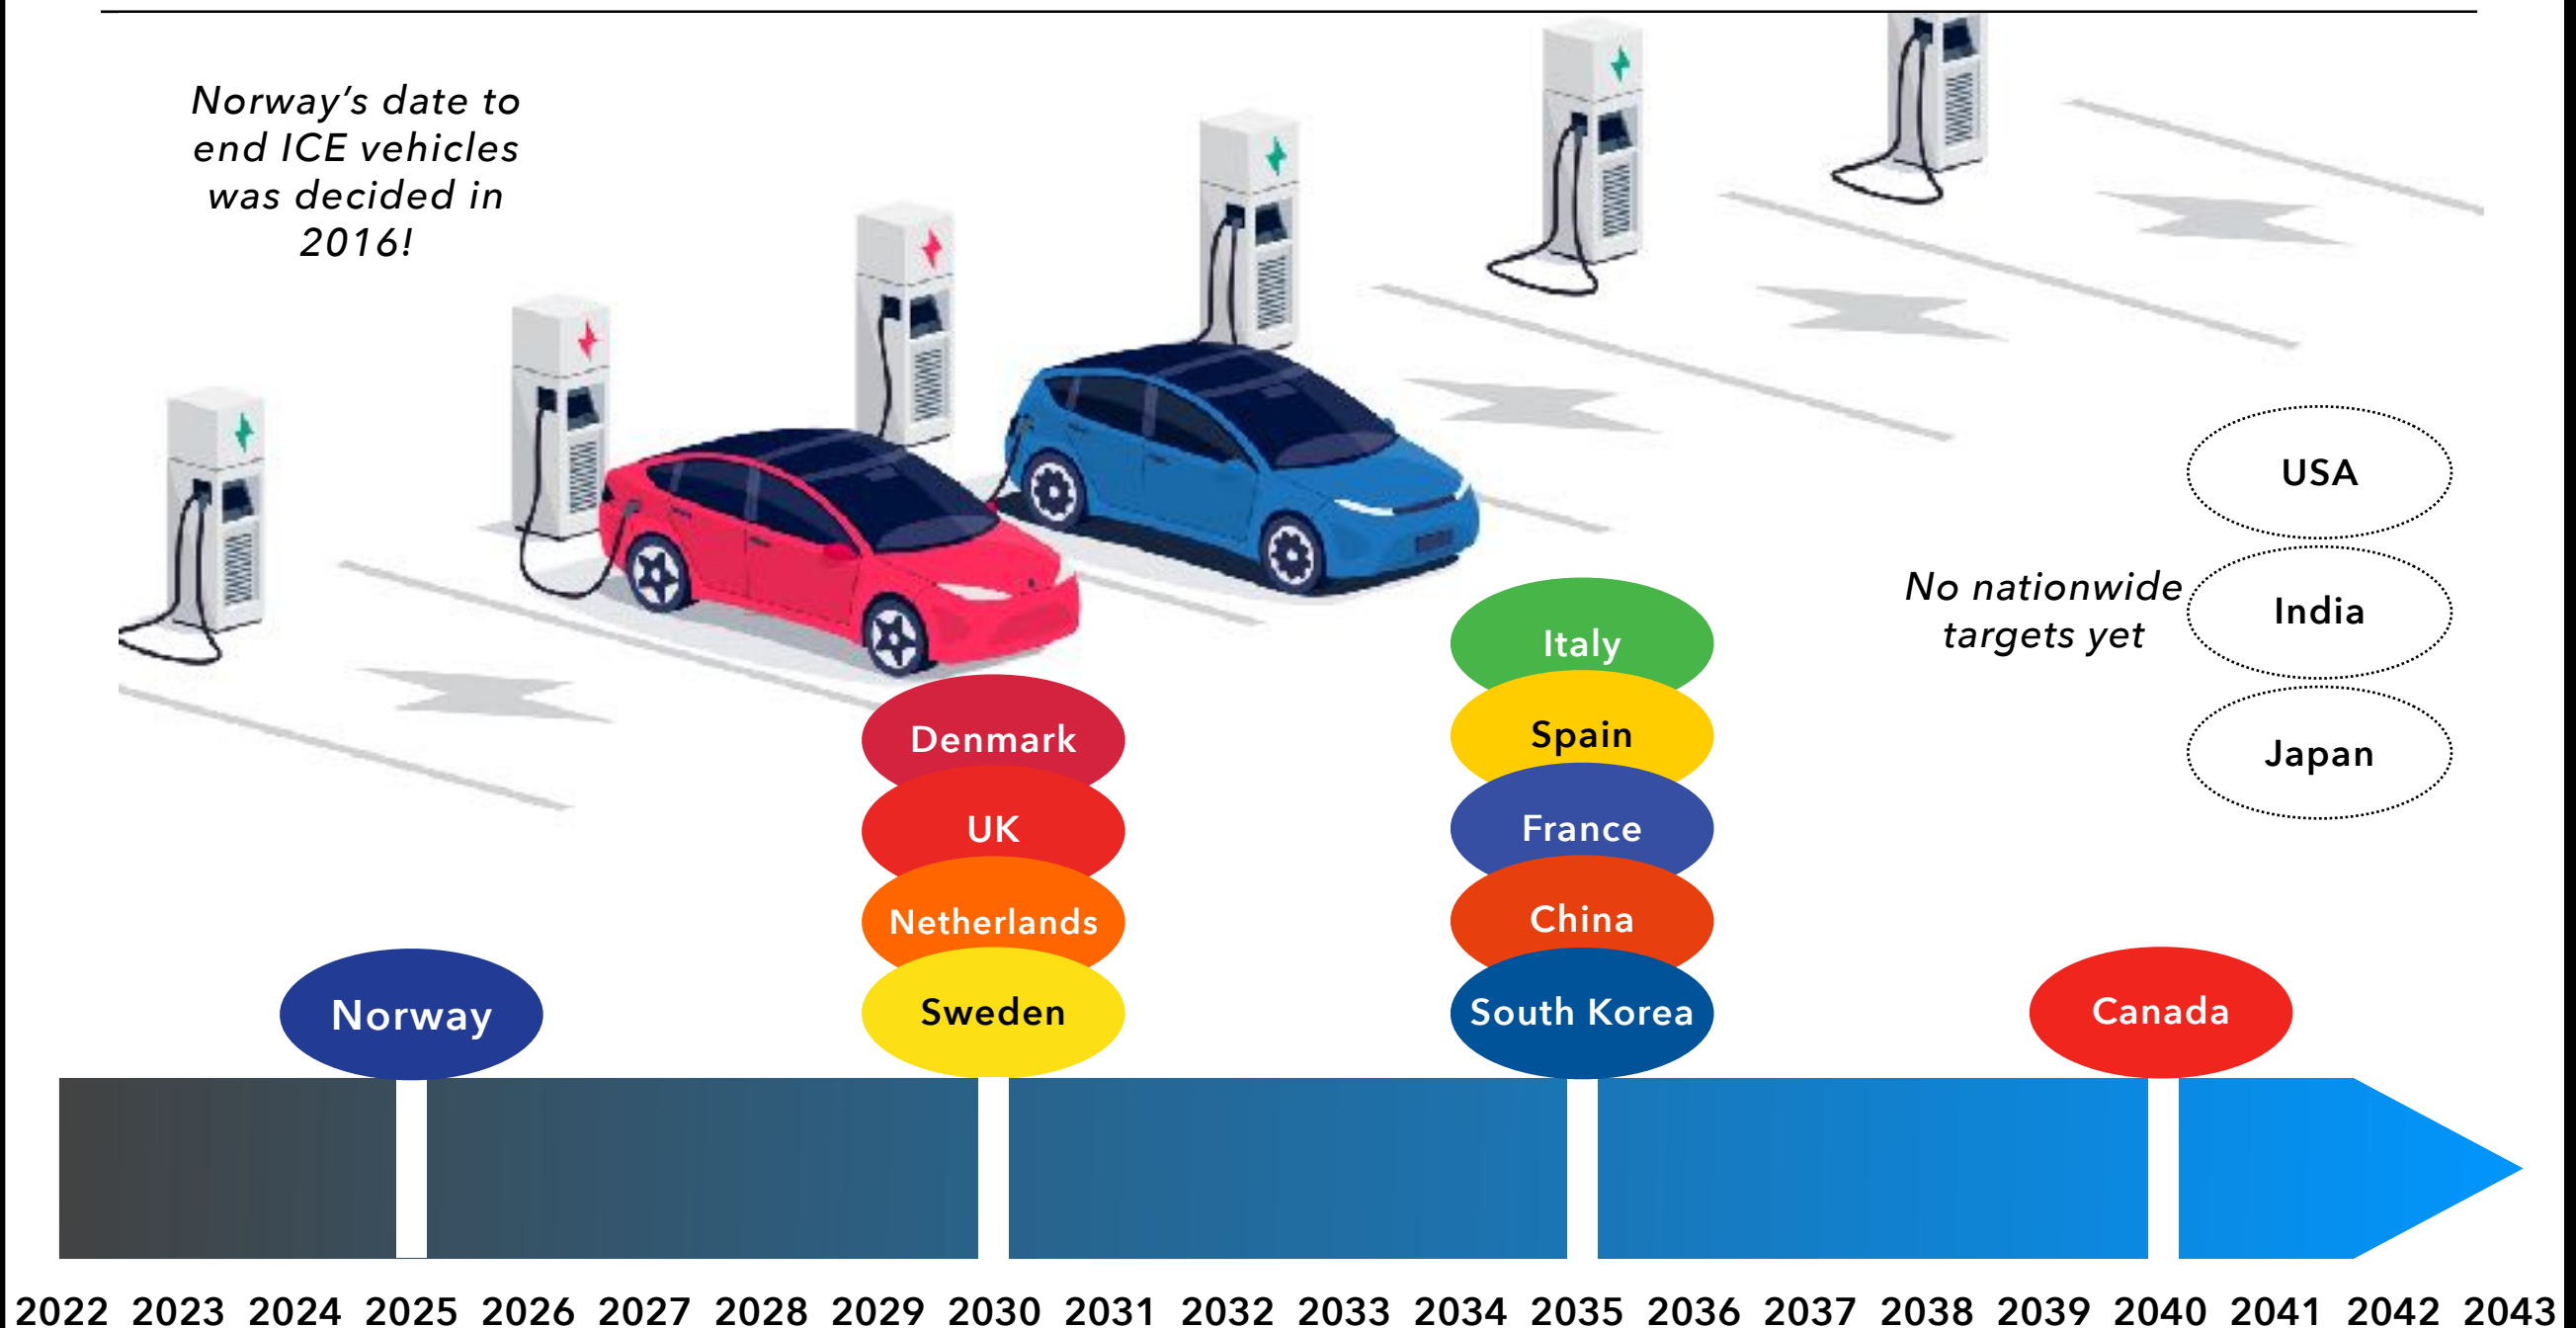 Norway’s date to
end ICE vehicles
was decided in
2016!
USA
No nationwide
targets yet
India
Japan
Italy
Spain
France
China
South Korea
Denmark
UK
Netherlands
Sweden
Norway
Canada
2022 2023 2024 2025 2026 2027 2028 2029 2030 2031 2032 2033 2034 2035 2036 2037 2038 2039 2040 2041 2042 2043